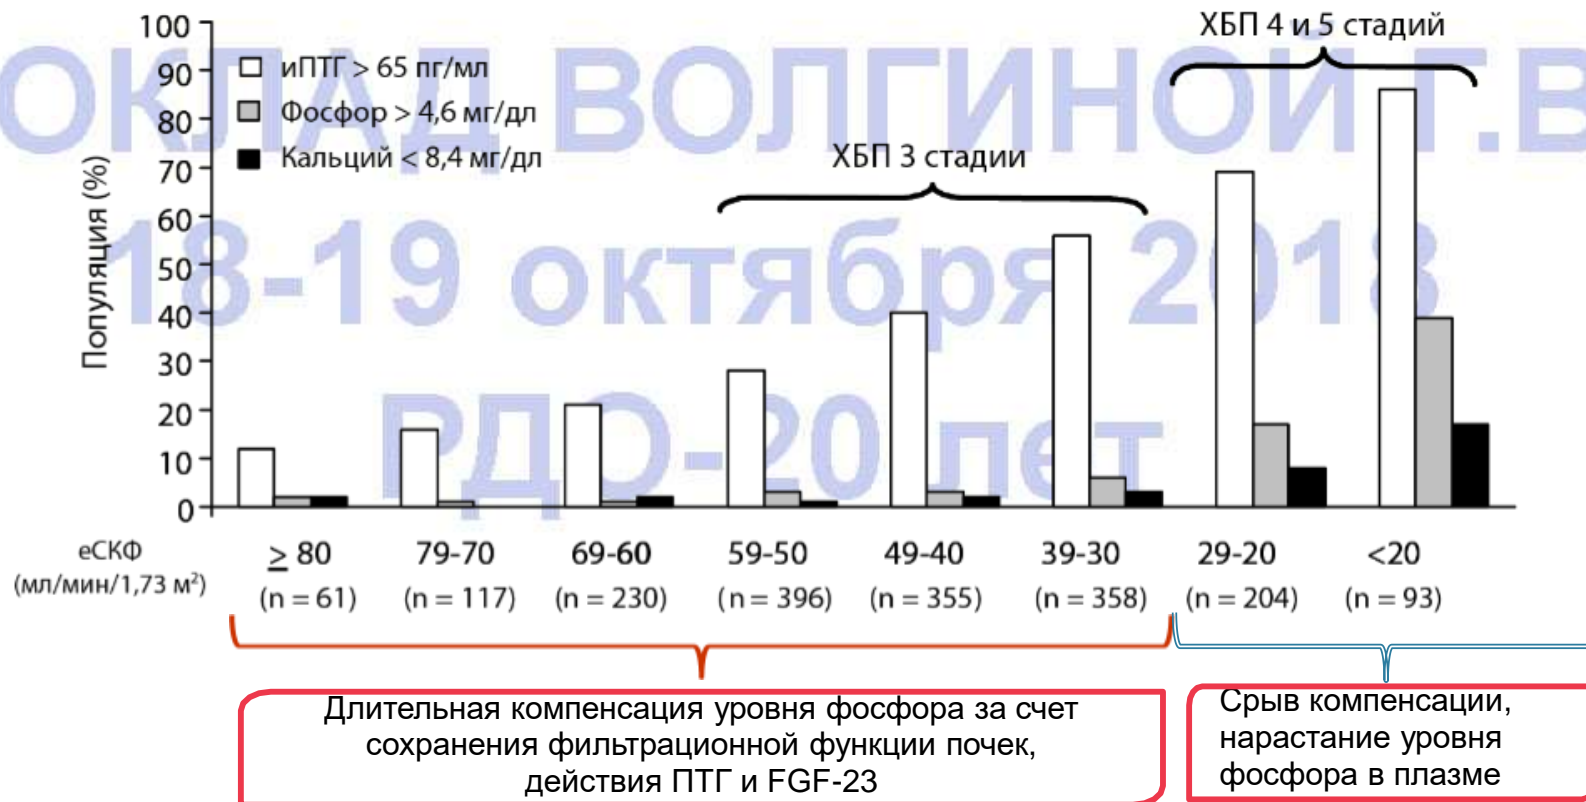 ОКЛАД ВОЛГИНОЙ Т.В
18-19 октября 2018
РДО-20 лет
100
90
80
70
60
50
40
30
20
10
0
Популяция (%)
иПТГ > 65 пг/мл
Фосфор > 4,6 мг/дл
Кальций < 8,4 мг/дл
ХБП 3 стадии
ХБП 4 и 5 стадий
еСКФ
(мл/мин/1,73 м²)
≥ 80 79-70 69-60 59-50 49-40 39-30 29-20 <20
(n = 61) (n = 117) (n = 230) (n = 396) (n = 355) (n = 358) (n = 204) (n = 93)
Длительная компенсация уровня фосфора за счет
сохранения фильтрационной функции почек,
действия ПТГ и FGF-23
Срыв компенсации,
нарастание уровня
фосфора в плазме